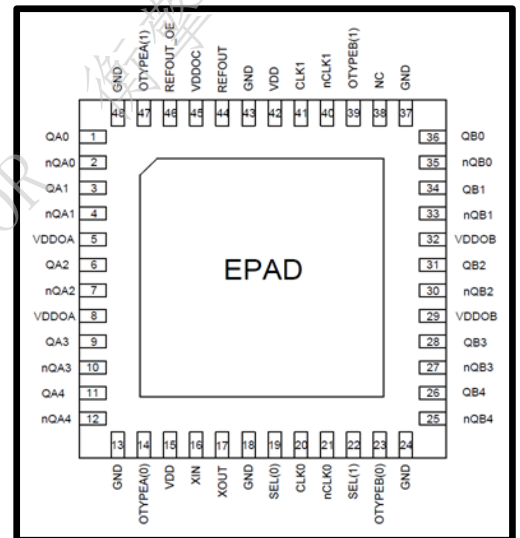 GND OTYPEA(1) REFOUT_OE VDDOC REFOUT GND VDD CLK1 nCLK1 OTYPEB(1) NC GND
48 47 46 45 44 43 42 41 40 39 38 37
QA0 1 36 QB0
nQA0 2 35 nQB0
QA1 3 34 QB1
nQA1 4 33 nQB1
VDDOA 5 32 VDDOB
QA2 6 31 QB2
nQA2 7 30 nQB2
VDDOA 8 29 VDDOB
QA3 9 28 QB3
nQA3 10 27 nQB3
QA4 11 26 QB4
nQA4 12 25 nQB4
EPAD
13 14 15 16 17 18 19 20 21 22 23 24
GND OTYPEA(0) VDD XIN XOUT GND SEL(0) CLK0 nCLK0 SEL(1) OTYPEB(0) GND
OR